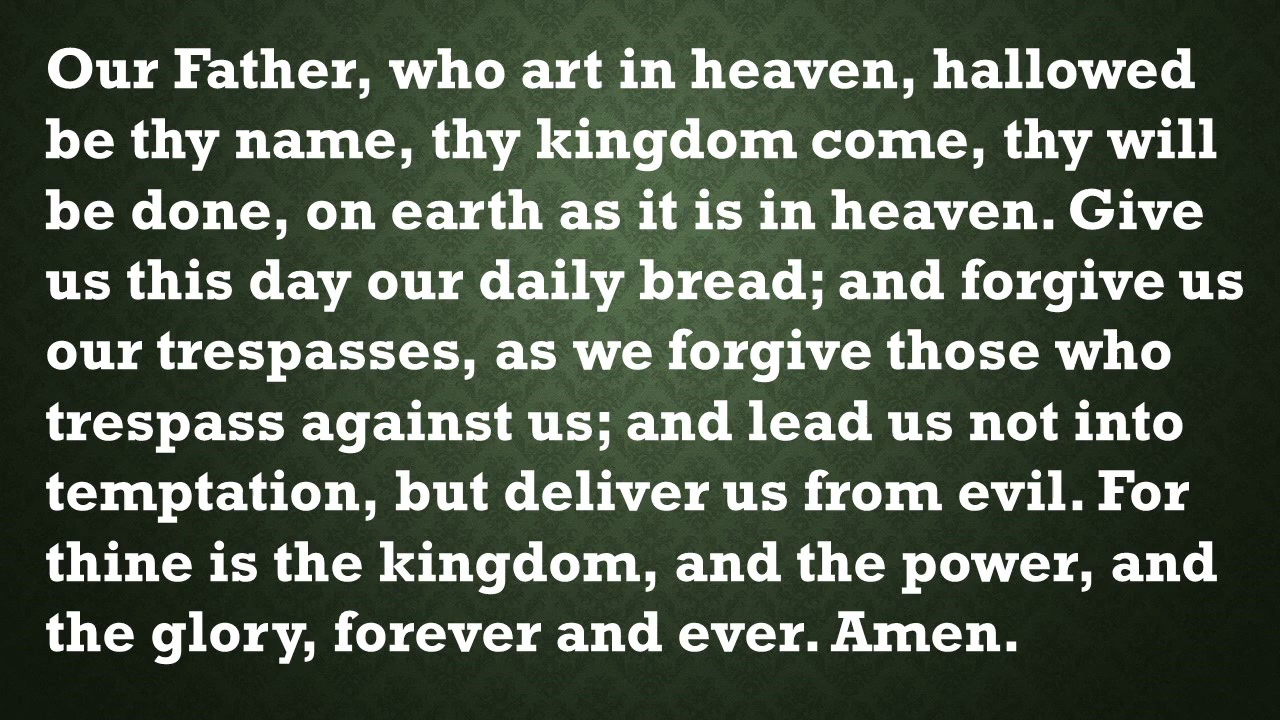 Our Father, who art in heaven, hallowed
be thy name, thy kingdom come, thy will
be done, on earth as it is in heaven. Give
us this day our daily bread; and forgive us
our trespasses, as we forgive those who
trespass against us; and lead us not into
temptation, but deliver us from evil. For
thine is the kingdom, and the power, and
the glory, forever and ever. Amen.